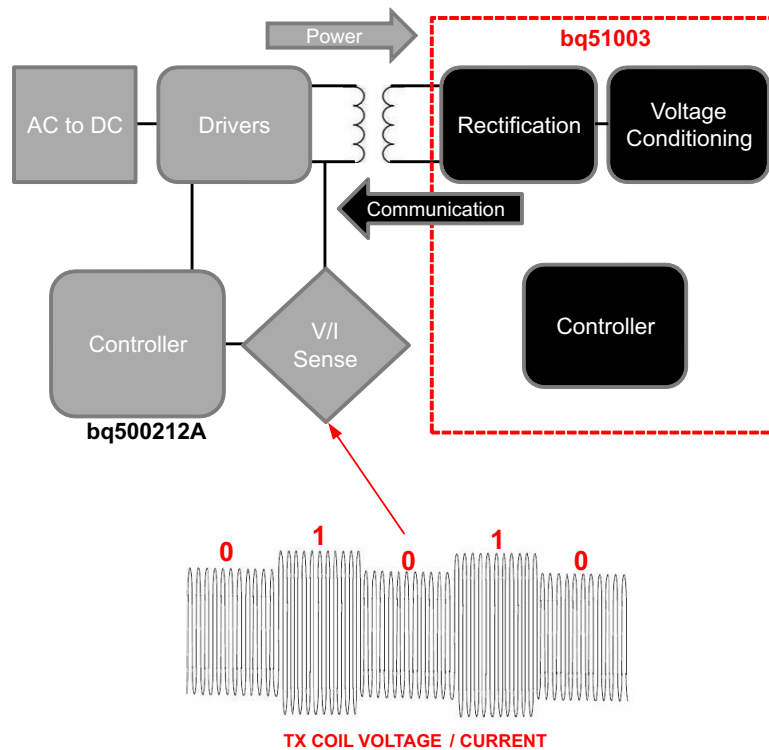 Power
bq51003
AC to DC
Drivers
Rectification
Voltage
Conditioning
Communication
Controller
V/I
Sense
Controller
bq500212A
0
1
0
1
0
TX COIL VOLTAGE / CURRENT